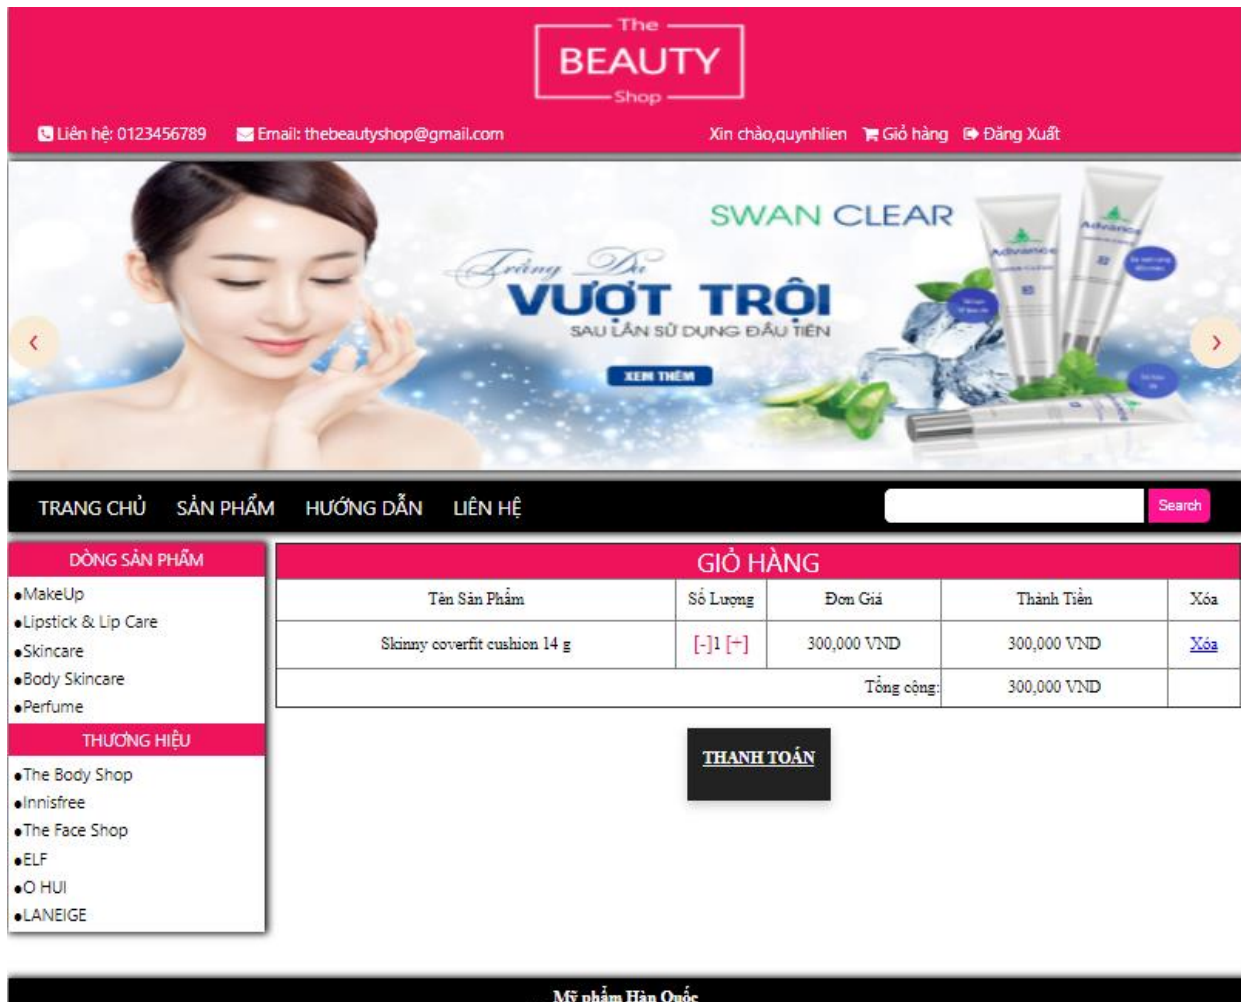 The
BEAUTY
Shop
Liên hệ: 0123456789 Email: thebeautyshop@gmail.com Xin chào,quynhlien Giỏ hàng Đăng Xuất
SWAN CLEAR
Trắng Da
VƯỢT TRỘI
SAU LẦN SỬ DỤNG ĐẦU TIÊN
XEM THÊM
Advance
Advance
‹ ›
TRANG CHỦ SẢN PHẨM HƯỚNG DẪN LIÊN HỆ Search
DÒNG SẢN PHẨM
●MakeUp
●Lipstick & Lip Care
●Skincare
●Body Skincare
●Perfume
THƯƠNG HIỆU
●The Body Shop
●Innisfree
●The Face Shop
●ELF
●O HUI
●LANEIGE
GIỎ HÀNG
Tên Sản Phẩm Số Lượng Đơn Giá Thành Tiền Xóa
Skinny coverfit cushion 14 g [-]1 [+] 300,000 VND 300,000 VND Xóa
Tổng cộng: 300,000 VND
THANH TOÁN
Mỹ phẩm Hàn Quốc